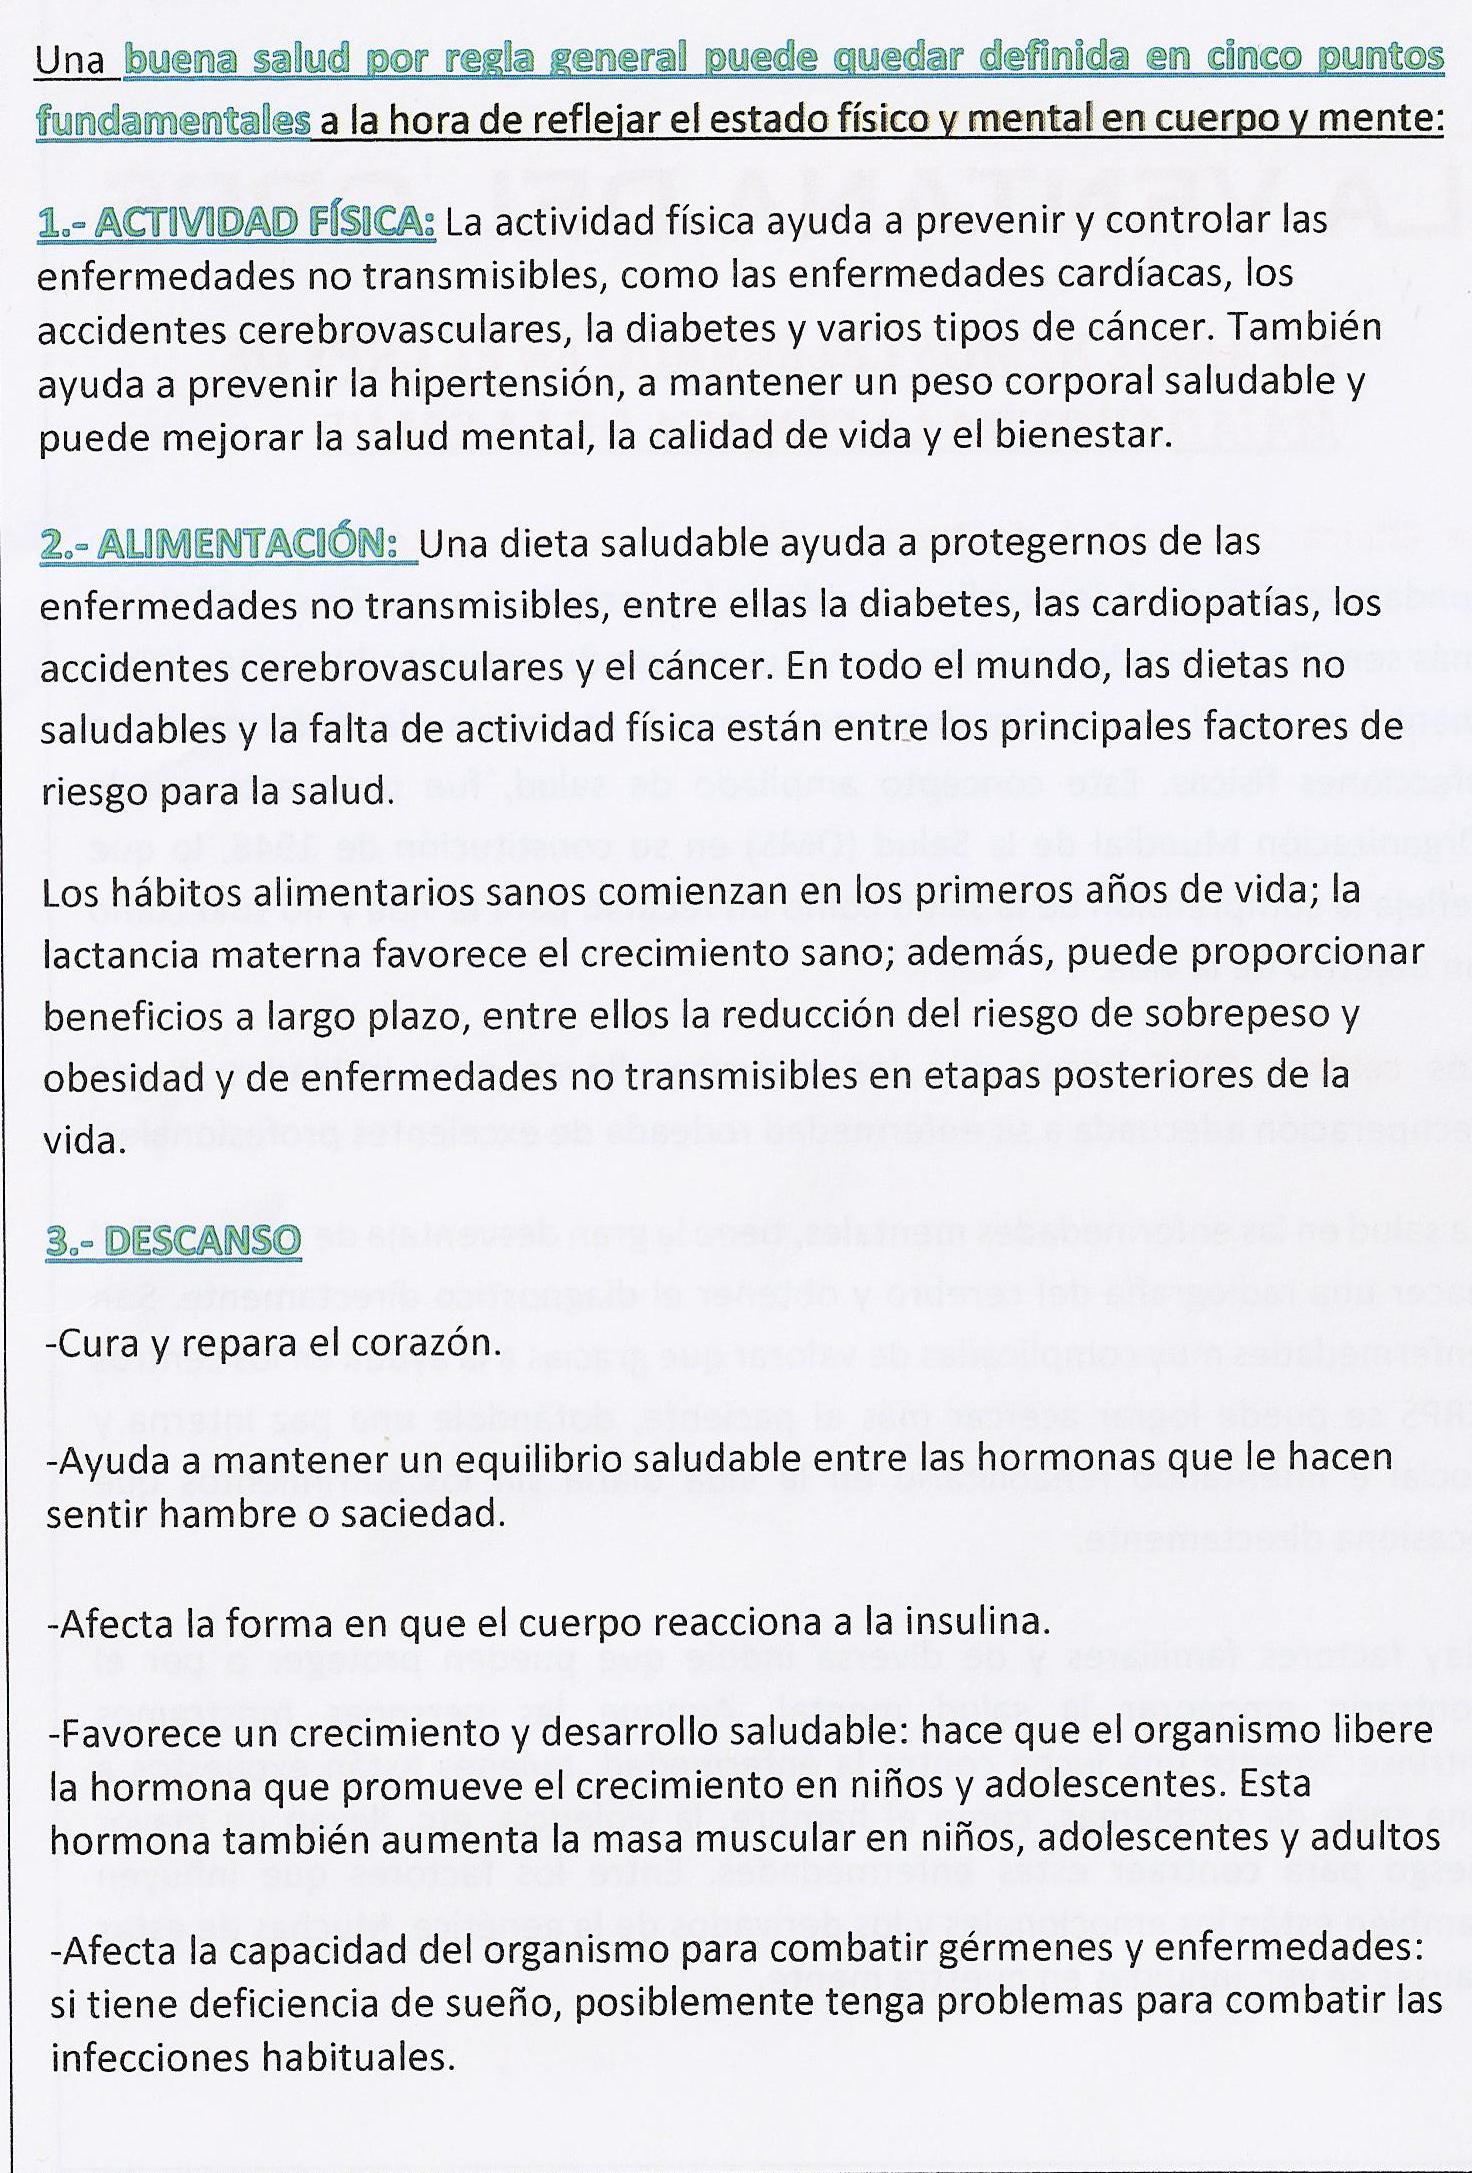 Una buena salud por regla general puede quedar definida en cinco puntos
fundamentales a la hora de reflejar el estado físico y mental en cuerpo y mente:
1.- ACTIVIDAD FÍSICA: La actividad física ayuda a prevenir y controlar las
enfermedades no transmisibles, como las enfermedades cardíacas, los
accidentes cerebrovasculares, la diabetes y varios tipos de cáncer. También
ayuda a prevenir la hipertensión, a mantener un peso corporal saludable y
puede mejorar la salud mental, la calidad de vida y el bienestar.
2.- ALIMENTACIÓN: Una dieta saludable ayuda a protegernos de las
enfermedades no transmisibles, entre ellas la diabetes, las cardiopatías, los
accidentes cerebrovasculares y el cáncer. En todo el mundo, las dietas no
saludables y la falta de actividad física están entre los principales factores de
riesgo para la salud.
Los hábitos alimentarios sanos comienzan en los primeros años de vida; la
lactancia materna favorece el crecimiento sano; además, puede proporcionar
beneficios a largo plazo, entre ellos la reducción del riesgo de sobrepeso y
obesidad y de enfermedades no transmisibles en etapas posteriores de la
vida.
3.- DESCANSO
-Cura y repara el corazón.
-Ayuda a mantener un equilibrio saludable entre las hormonas que le hacen
sentir hambre o saciedad.
-Afecta la forma en que el cuerpo reacciona a la insulina.
-Favorece un crecimiento y desarrollo saludable: hace que el organismo libere
la hormona que promueve el crecimiento en niños y adolescentes. Esta
hormona también aumenta la masa muscular en niños, adolescentes y adultos
-Afecta la capacidad del organismo para combatir gérmenes y enfermedades:
si tiene deficiencia de sueño, posiblemente tenga problemas para combatir las
infecciones habituales.